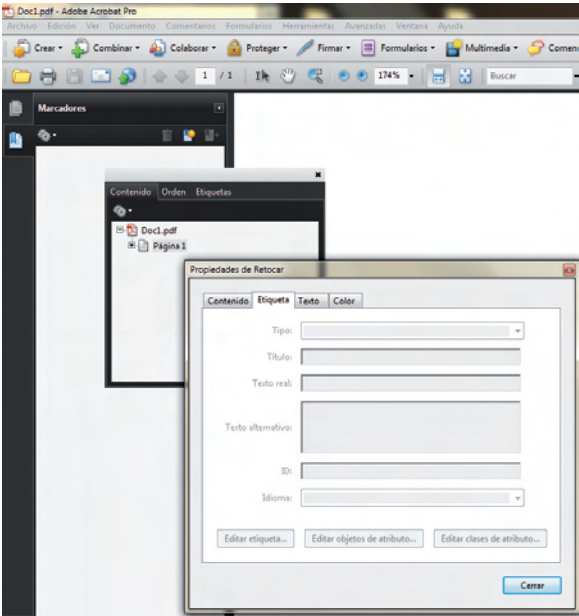 Doc1.pdf - Adobe Acrobat Pro
Archivo Edición Ver Documento Comentarios Formularios Herramientas Avanzadas Ventana Ayuda
Crear Combinar Colaborar Proteger Firmar Formularios Multimedia Comen
1 / 1 174% Buscar
Marcadores
Contenido Orden Etiquetas
Doc1.pdf
Página 1
Propiedades de Retocar
Contenido Etiqueta Texto Color
Tipo:
Título:
Texto real:
Texto alternativo:
ID:
Idioma:
Editar etiqueta... Editar objetos de atributo... Editar clases de atributo...
Cerrar